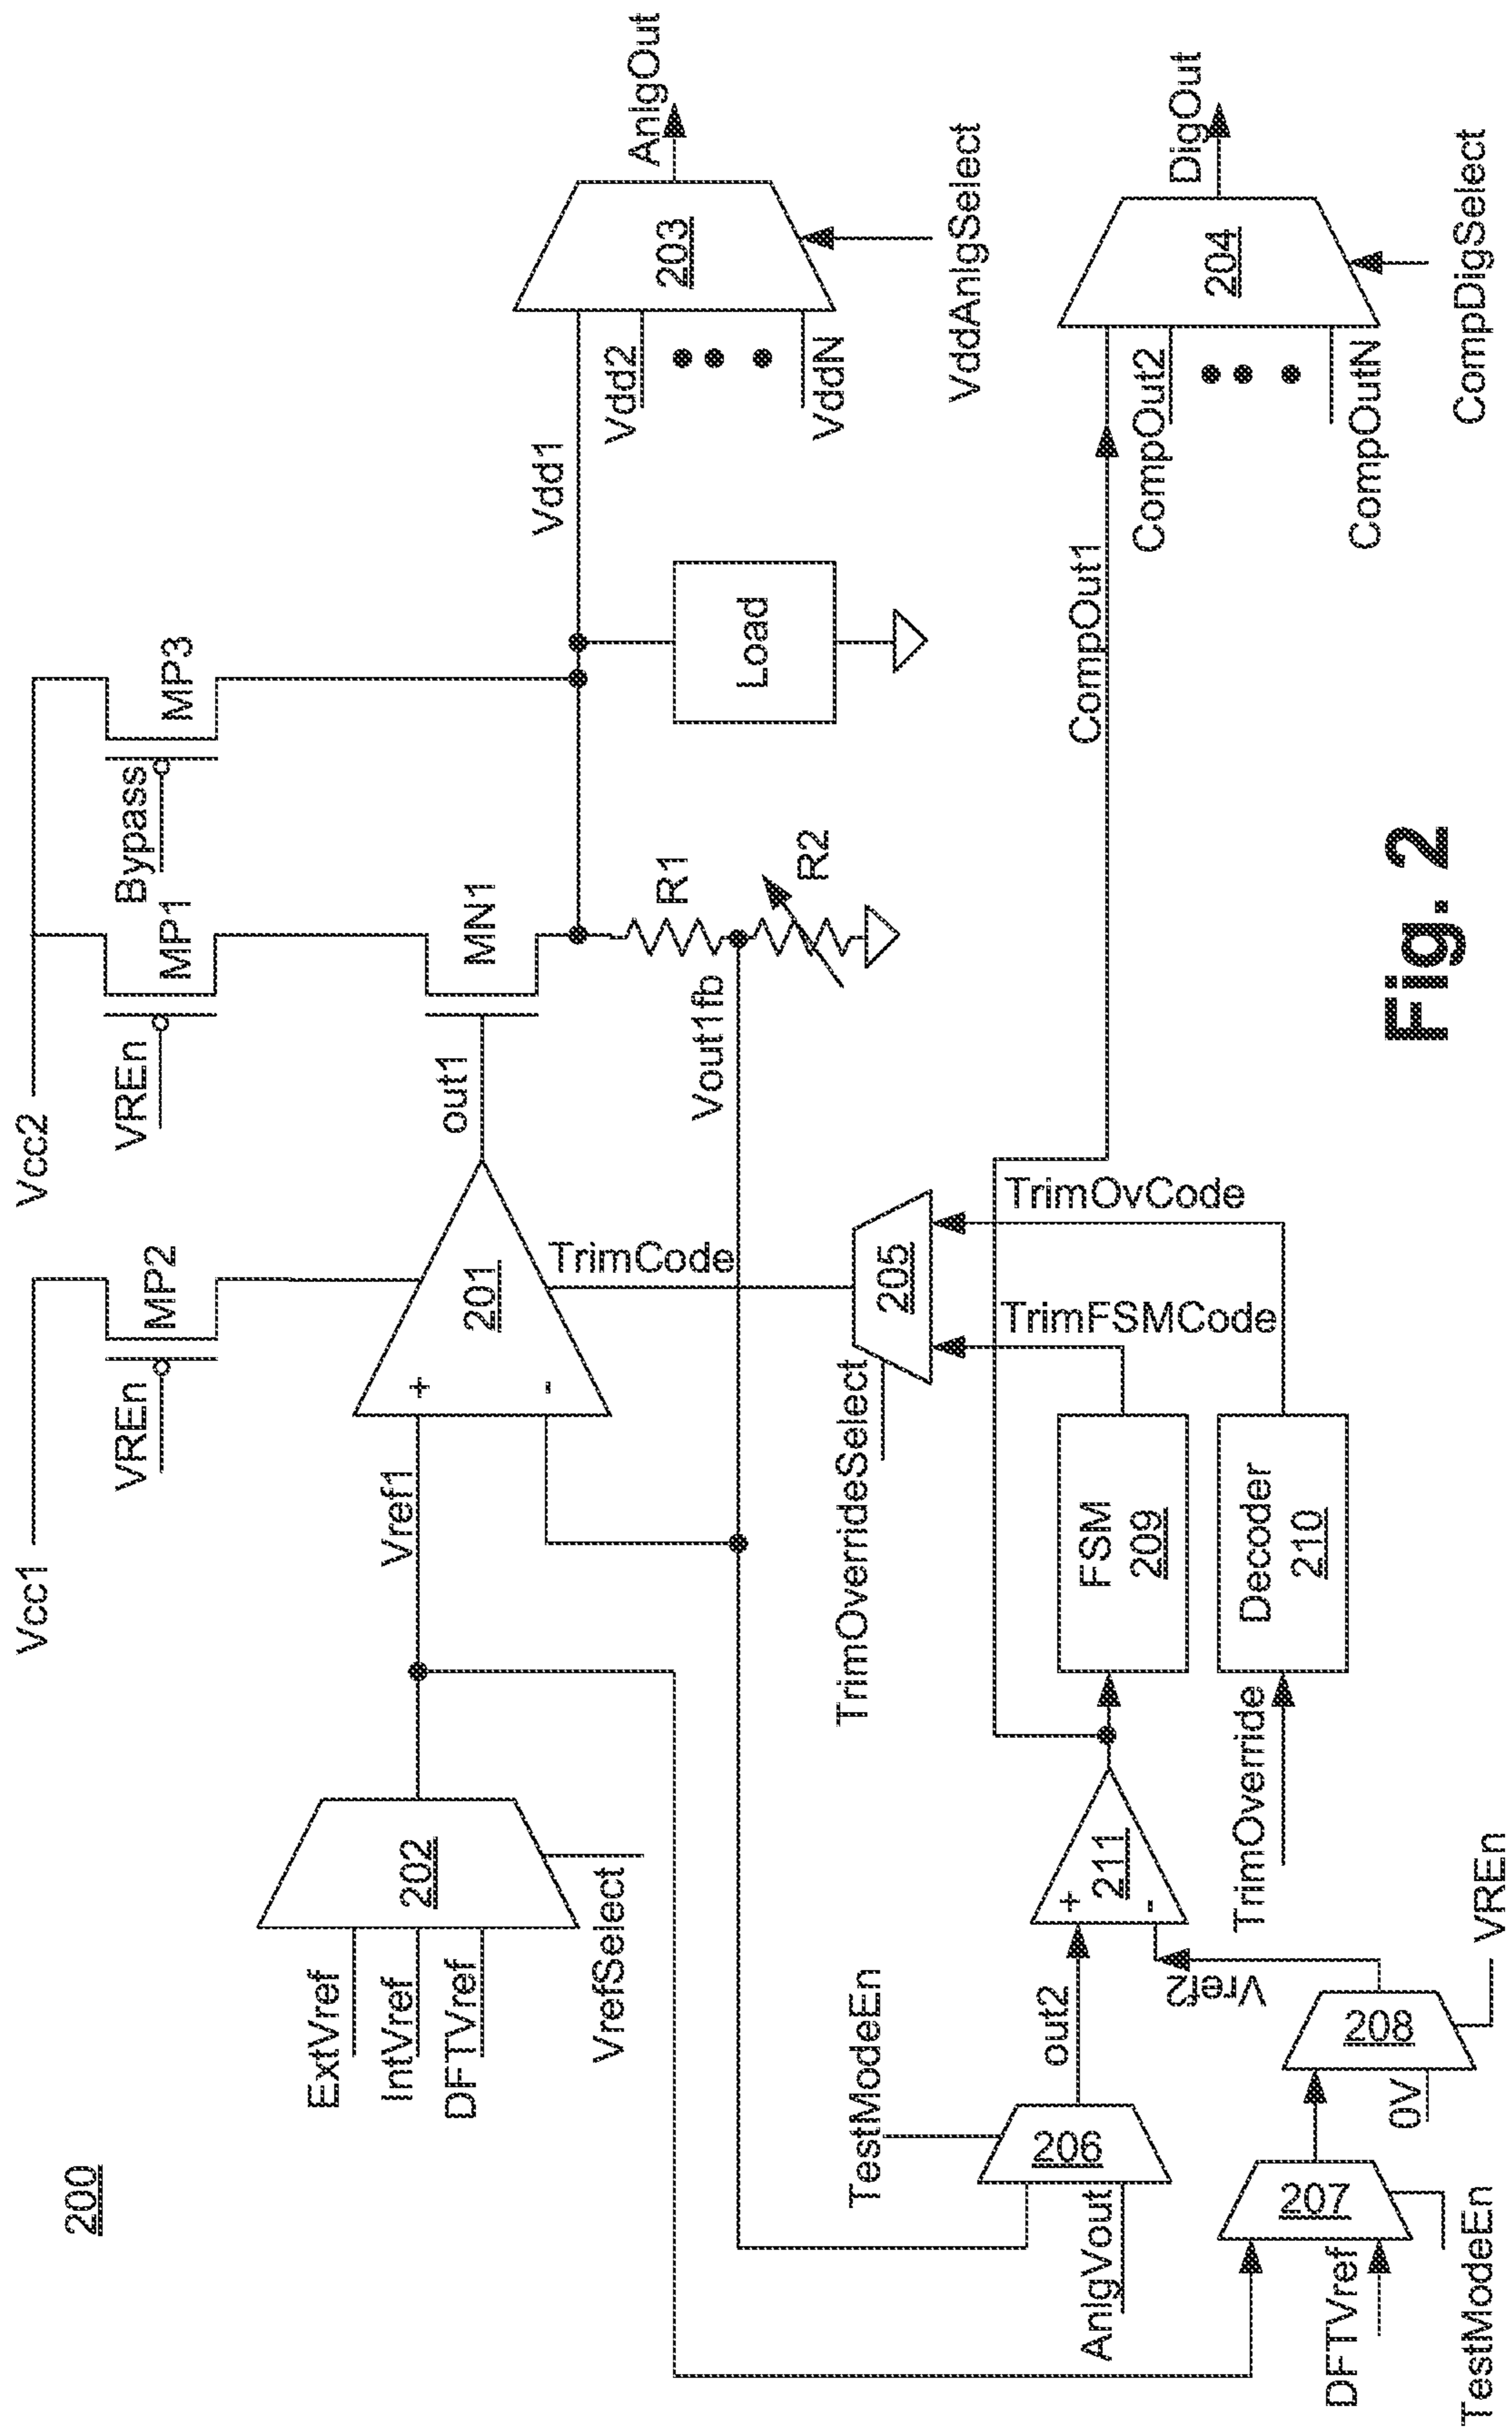 200
Vcc1
Vcc2
VREn
MP2
VREn
MP1
Bypass
MP3
ExtVref
IntVref
DFTVref
202
VrefSelect
Vref1
+
-
201
out1
MN1
TrimCode
Vout1fb
R1
R2
Vdd1
Load
Vdd2
VddN
203
AnlgOut
VddAnlgSelect
TrimOverrideSelect
205
TrimFSMCode
TrimOvCode
TestModeEn
AnlgVout
206
out2
+
-
211
Vref2
FSM
209
TrimOverride
Decoder
210
CompOut1
CompOut2
CompOutN
204
DigOut
CompDigSelect
DFTVref
207
TestModeEn
0V
208
VREn
Fig. 2